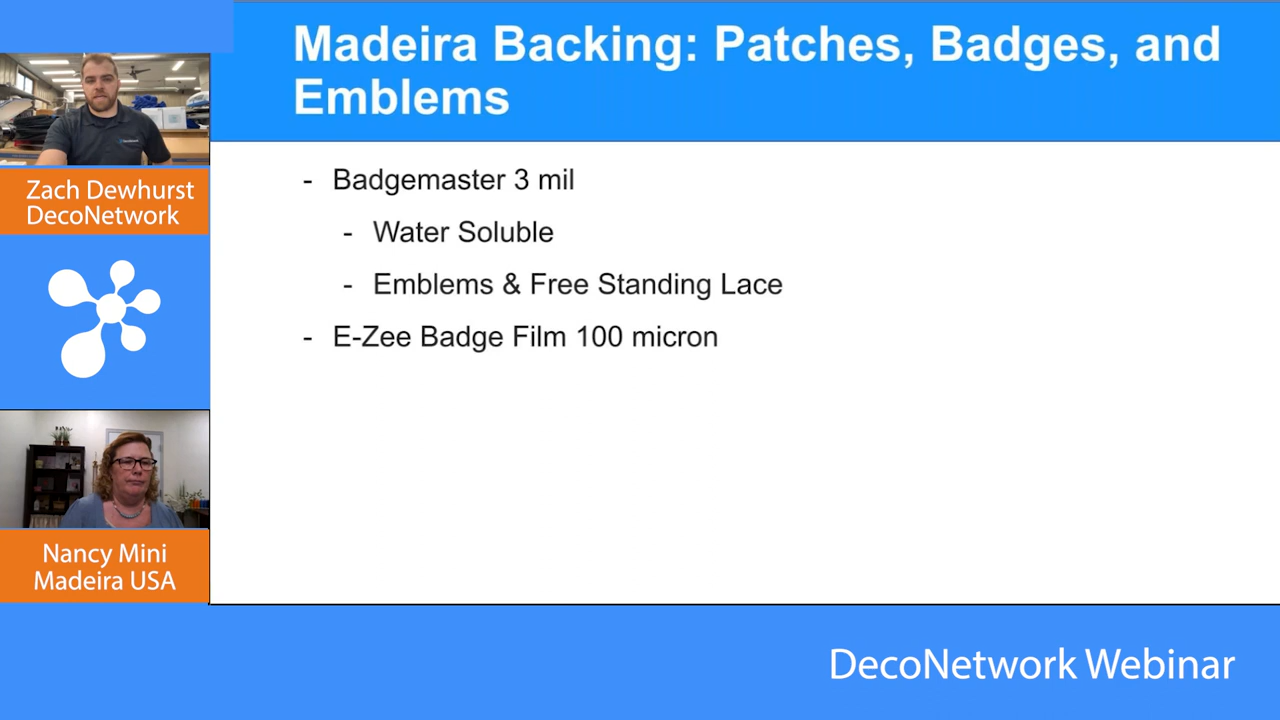 Madeira Backing: Patches, Badges, and
Emblems
- Badgemaster 3 mil
- Water Soluble
- Emblems & Free Standing Lace
- E-Zee Badge Film 100 micron
Zach Dewhurst
DecoNetwork
Nancy Mini
Madeira USA
DecoNetwork Webinar